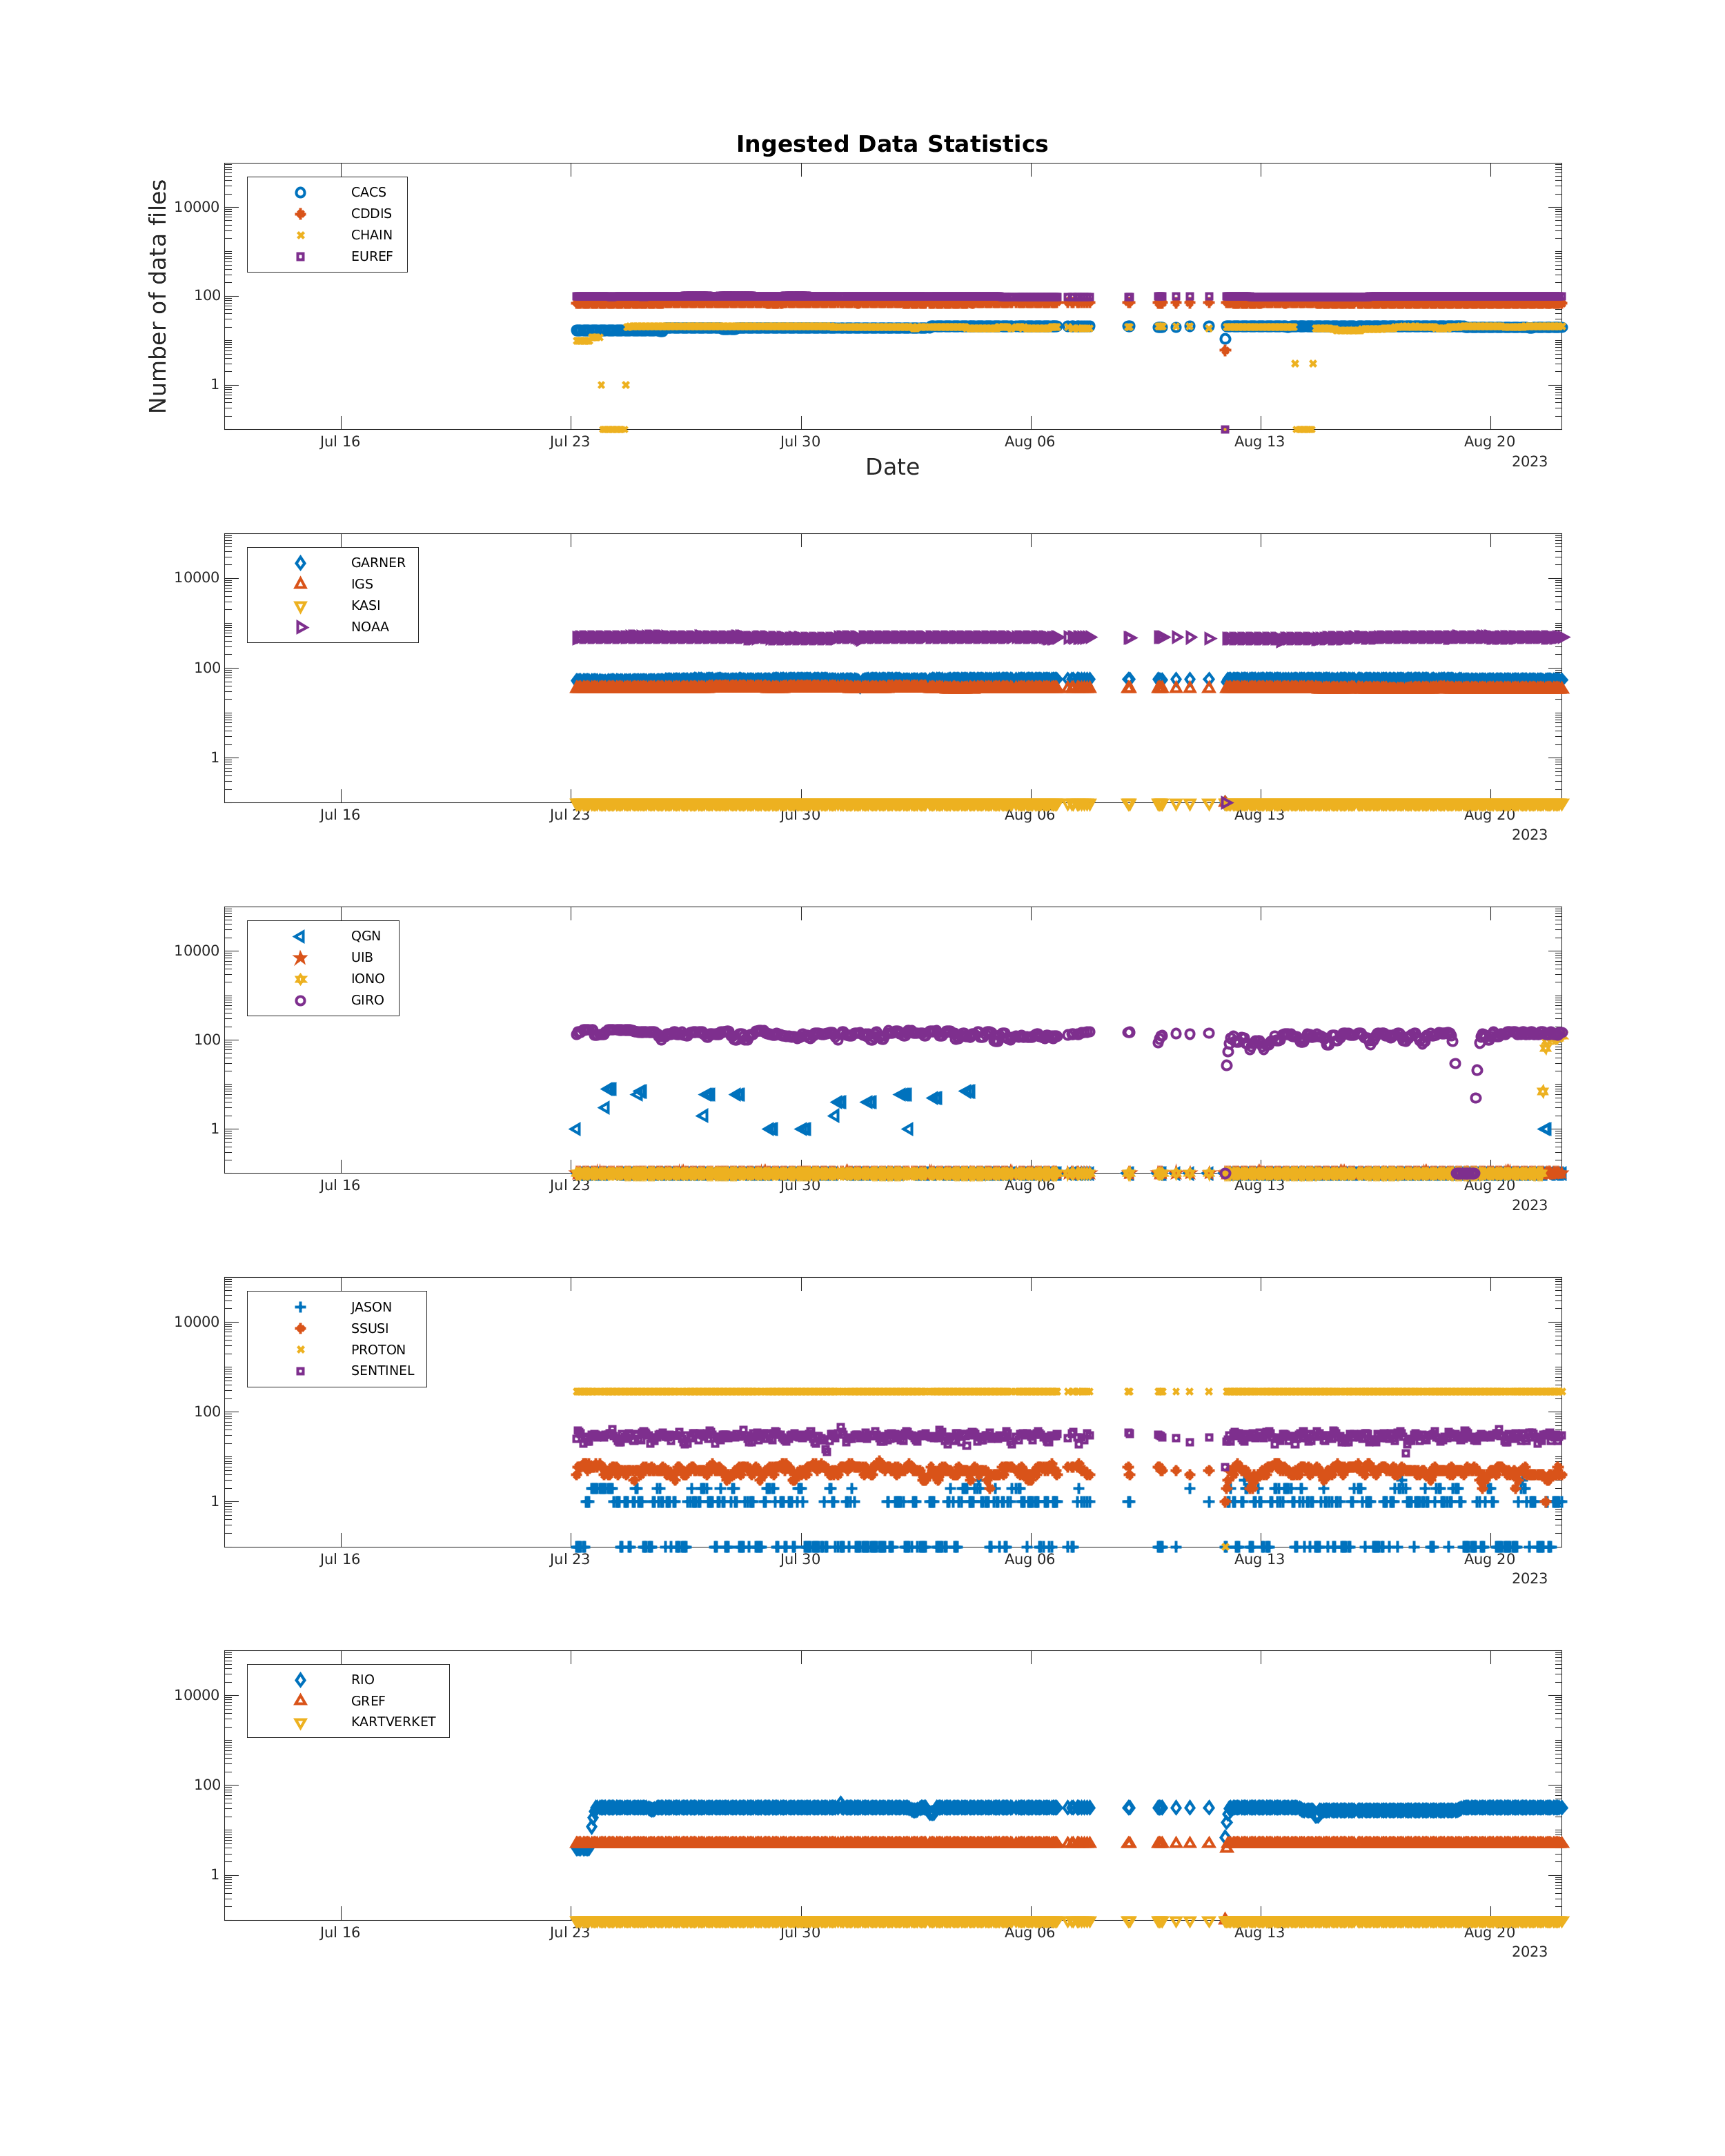 Ingested Data Statistics
Number of data files
CACS
CDDIS
CHAIN
EUREF
10000
100
1
Jul 16 Jul 23 Jul 30 Aug 06 Aug 13 Aug 20
2023
Date
GARNER
IGS
KASI
NOAA
10000
100
1
Jul 16 Jul 23 Jul 30 Aug 06 Aug 13 Aug 20
2023
QGN
UIB
IONO
GIRO
10000
100
1
Jul 16 Jul 23 Jul 30 Aug 06 Aug 13 Aug 20
2023
JASON
SSUSI
PROTON
SENTINEL
10000
100
1
Jul 16 Jul 23 Jul 30 Aug 06 Aug 13 Aug 20
2023
RIO
GREF
KARTVERKET
10000
100
1
Jul 16 Jul 23 Jul 30 Aug 06 Aug 13 Aug 20
2023